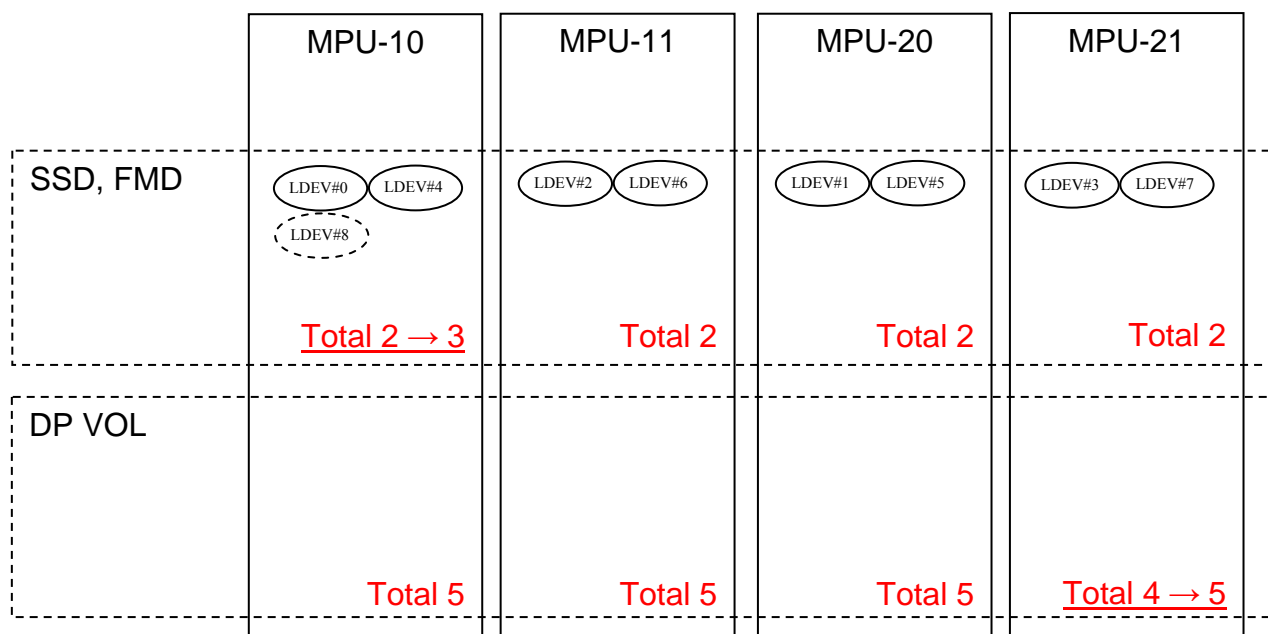 MPU-10 MPU-11 MPU-20 MPU-21
SSD, FMD
LDEV#0 LDEV#4 LDEV#2 LDEV#6 LDEV#1 LDEV#5 LDEV#3 LDEV#7
LDEV#8
Total 2 → 3 Total 2 Total 2 Total 2
DP VOL
Total 5 Total 5 Total 5 Total 4 → 5